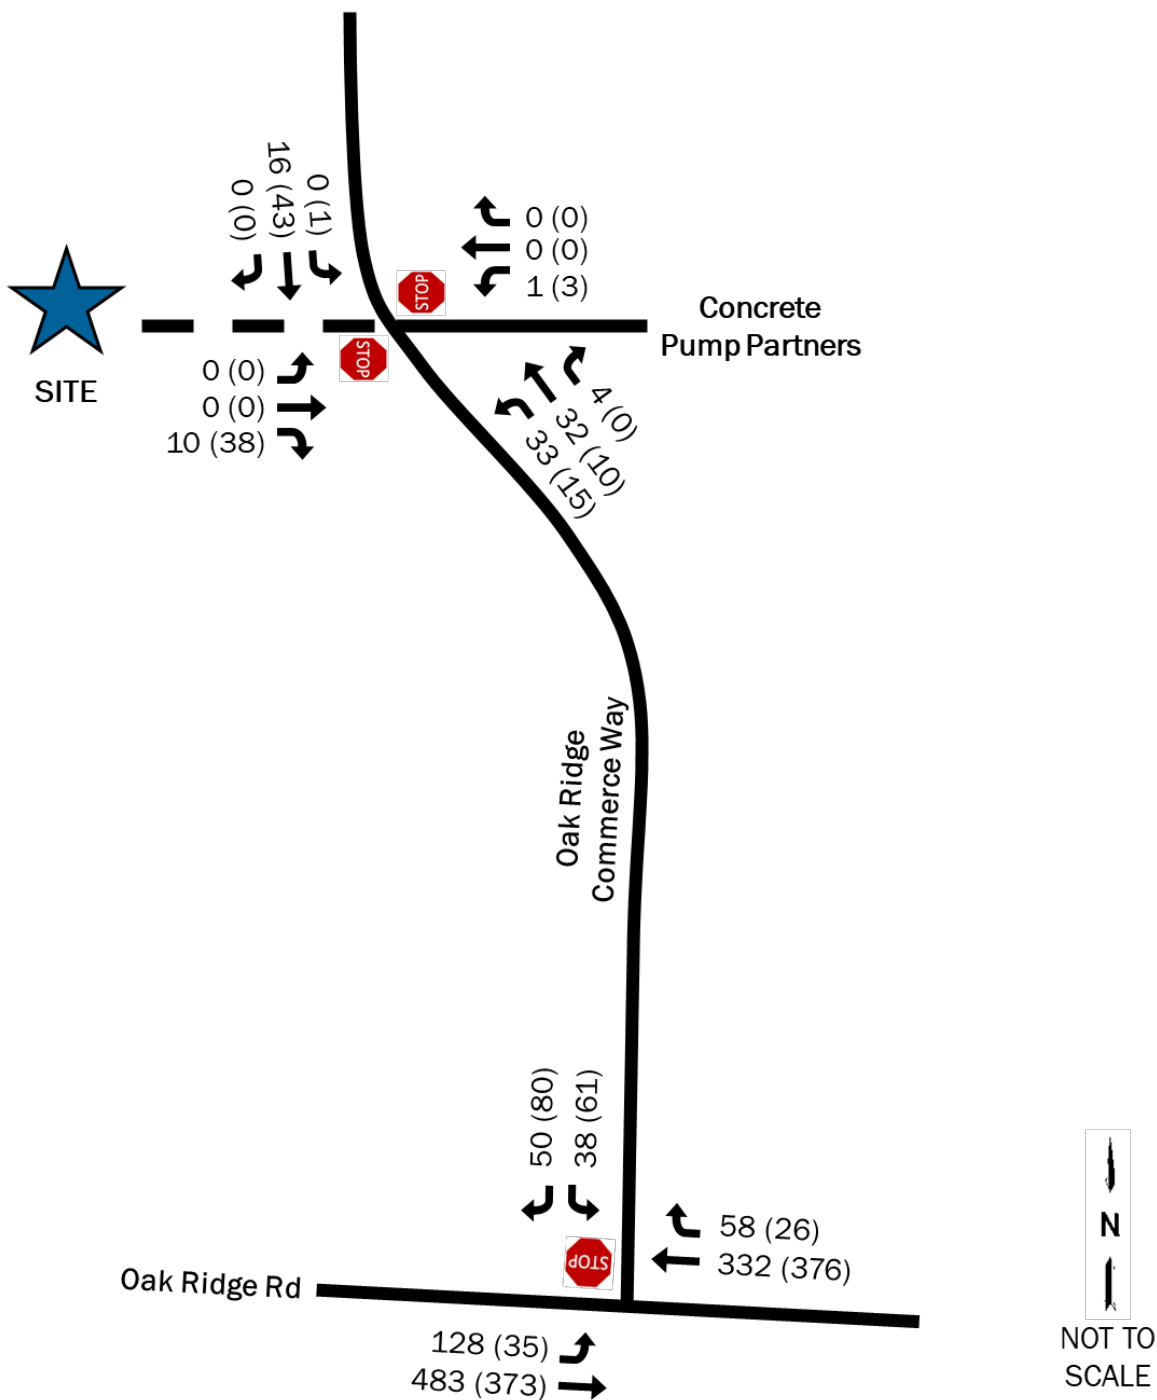 0 (0)
16 (43)
0 (1)
0 (0)
0 (0)
1 (3)
STOP
Concrete
Pump Partners
SITE
STOP
0 (0)
0 (0)
10 (38)
4 (0)
32 (10)
33 (15)
Oak Ridge
Commerce Way
50 (80)
38 (61)
STOP
58 (26)
332 (376)
Oak Ridge Rd
128 (35)
483 (373)
N
NOT TO
SCALE